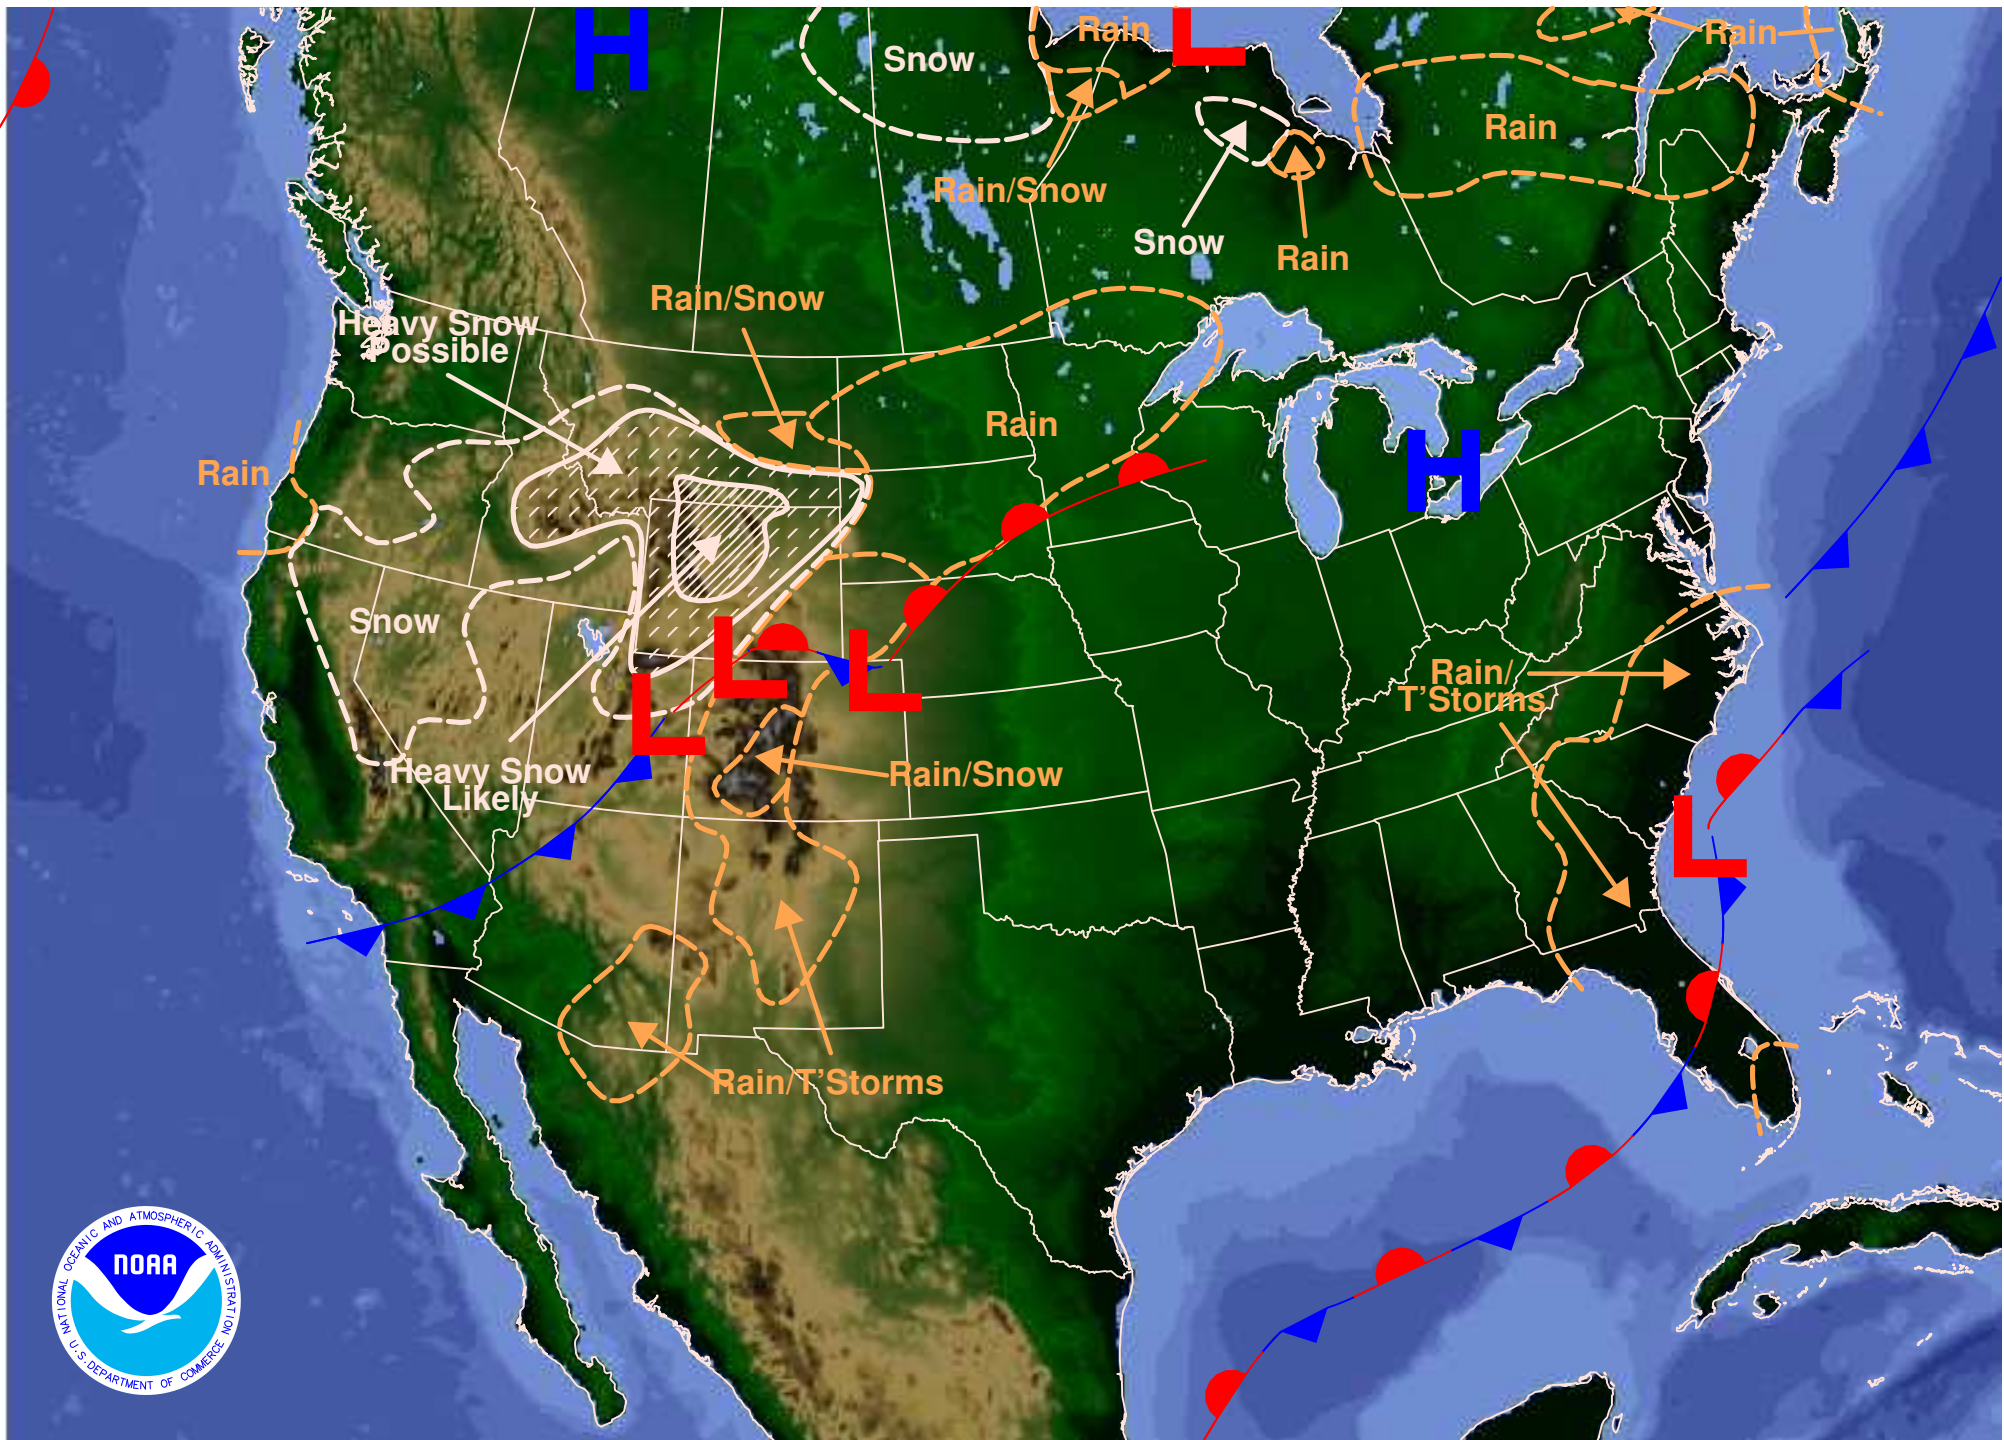 H
L
Rain
Rain
Snow
Rain
Rain/Snow
Snow
Rain
Rain/Snow
Heavy Snow
Possible
Rain
Rain
H
Snow
L
L
Rain/
T'Storms
L
Heavy Snow
Likely
Rain/Snow
L
Rain/T'Storms
NATIONAL OCEANIC AND ATMOSPHERIC ADMINISTRATION
NOAA
U.S. DEPARTMENT OF COMMERCE